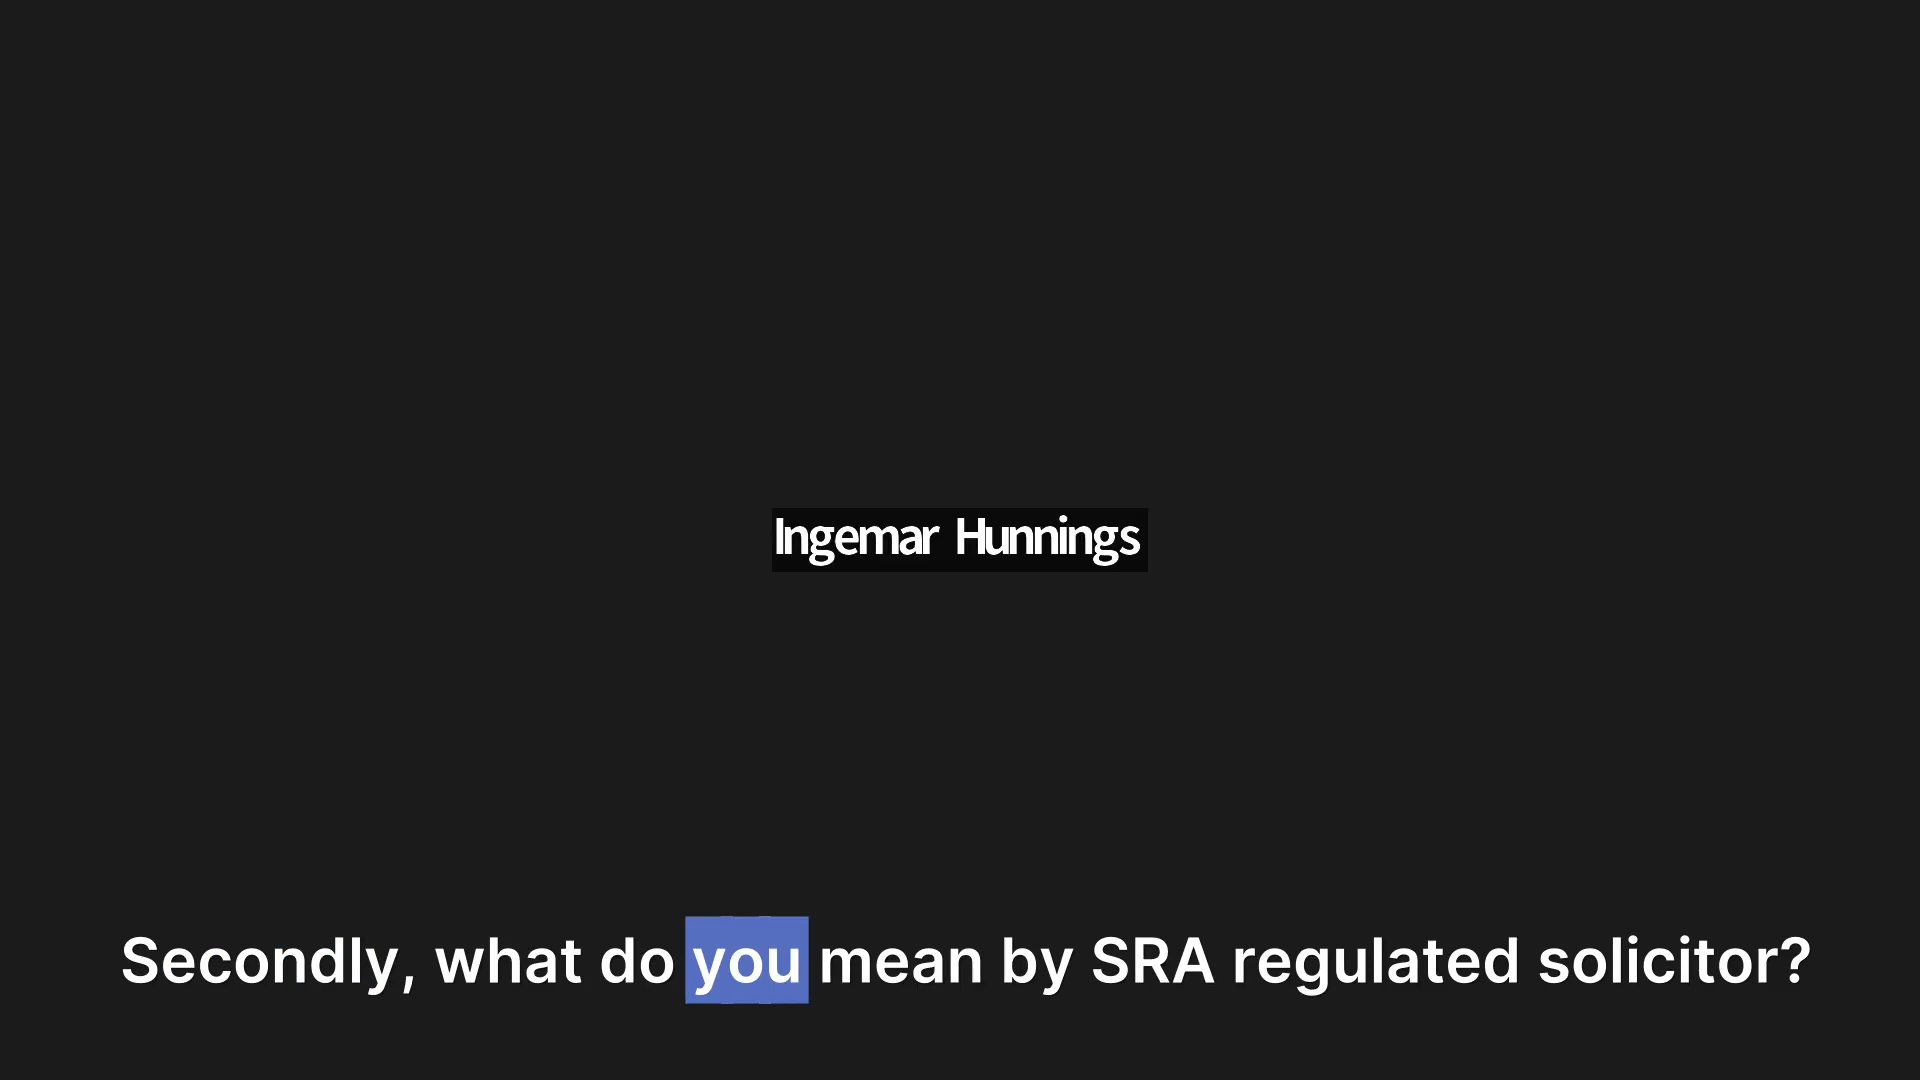 Ingemar Hunnings
Secondly, what do you mean by SRA regulated solicitor?